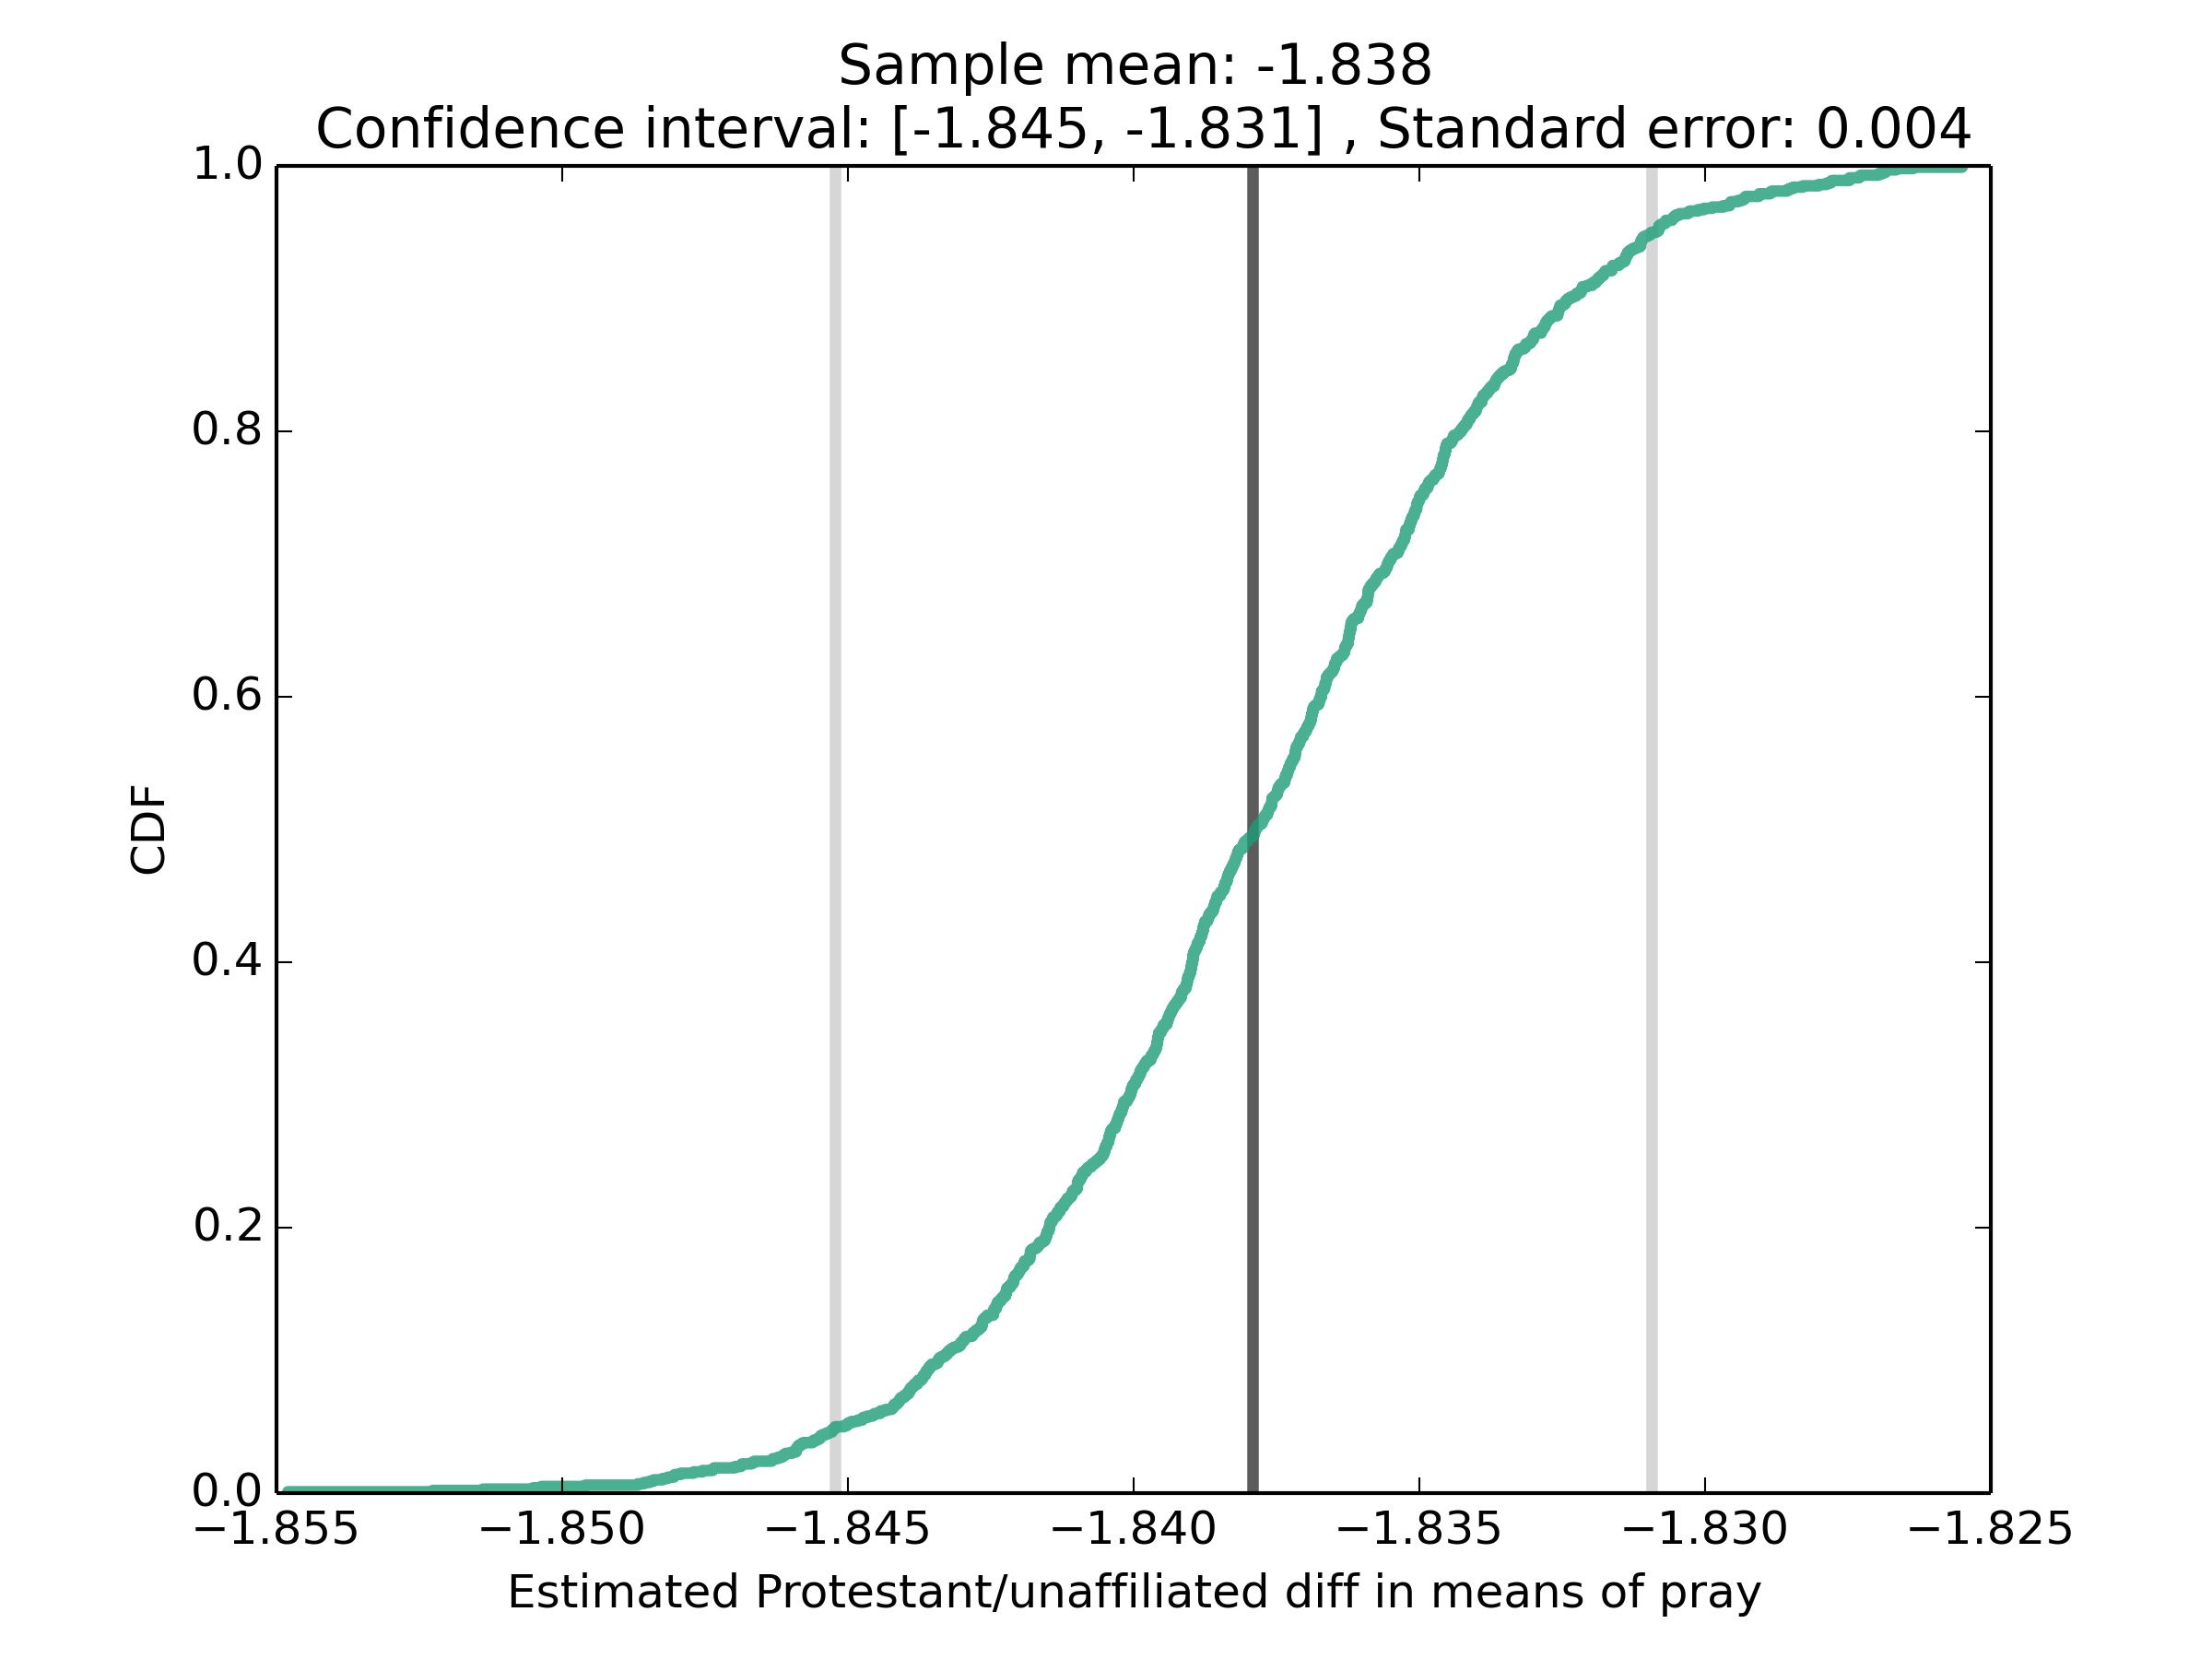 Sample mean: -1.838
Confidence interval: [-1.845, -1.831] , Standard error: 0.004
1.0
0.8
0.6
0.4
0.2
0.0
CDF
−1.855 −1.850 −1.845 −1.840 −1.835 −1.830 −1.825
Estimated Protestant/unaffiliated diff in means of pray